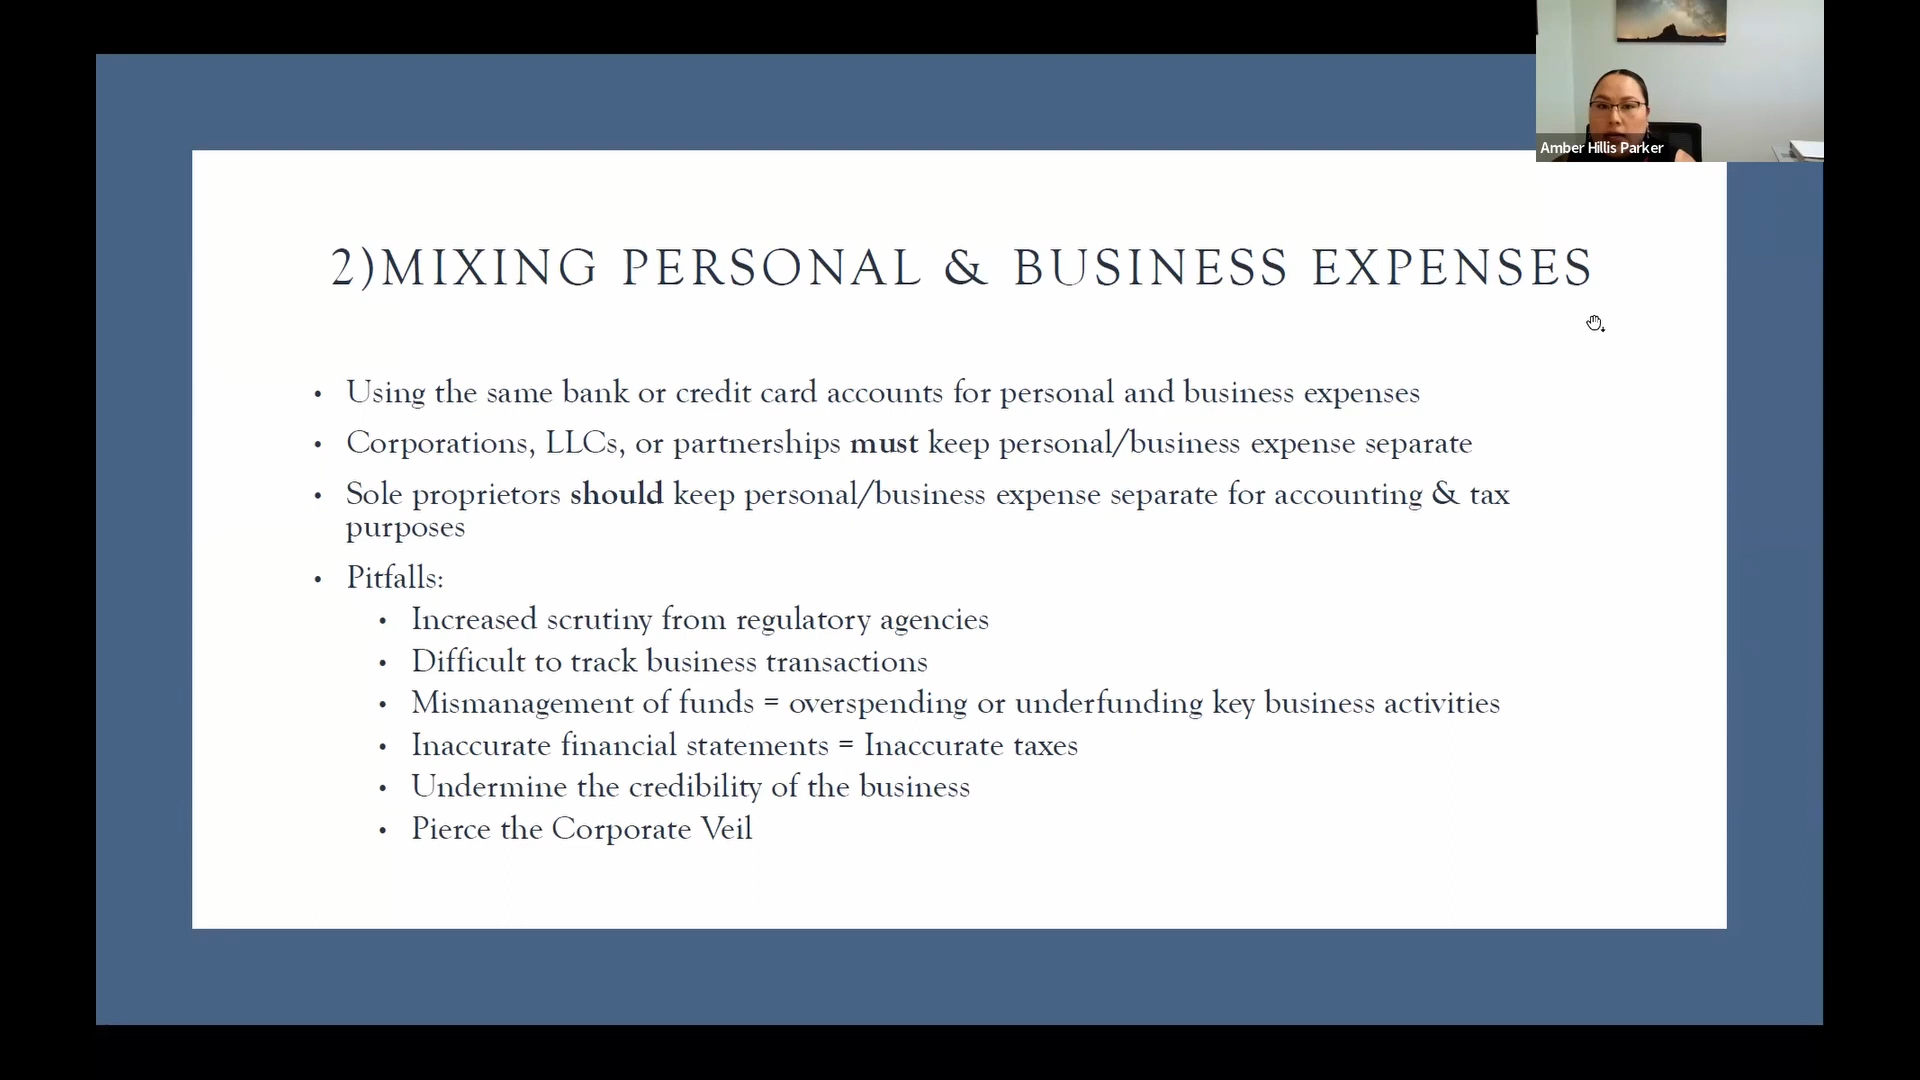 Amber Hillis Parker
2)MIXING PERSONAL & BUSINESS EXPENSES
• Using the same bank or credit card accounts for personal and business expenses
• Corporations, LLCs, or partnerships must keep personal/business expense separate
• Sole proprietors should keep personal/business expense separate for accounting & tax
purposes
• Pitfalls:
• Increased scrutiny from regulatory agencies
• Difficult to track business transactions
• Mismanagement of funds = overspending or underfunding key business activities
• Inaccurate financial statements = Inaccurate taxes
• Undermine the credibility of the business
• Pierce the Corporate Veil